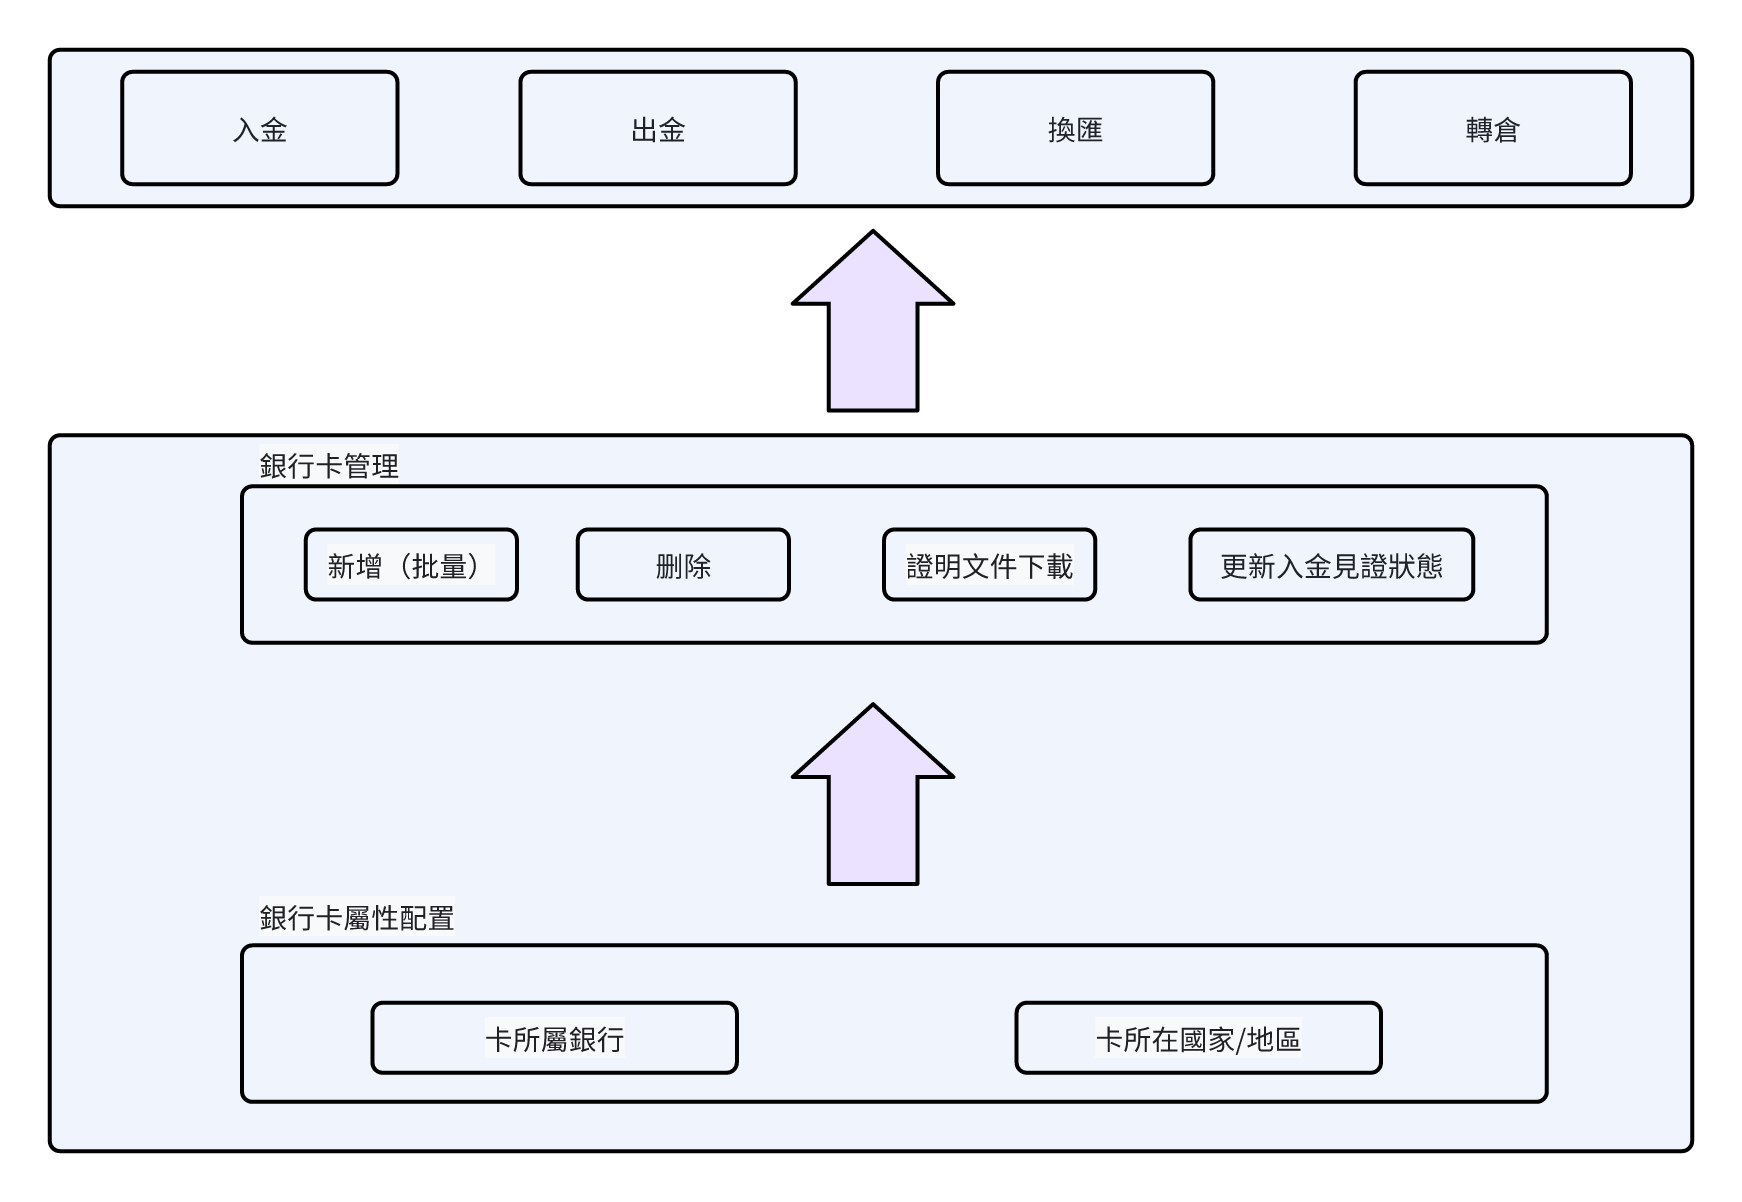 入金
出金
換匯
轉倉
銀行卡管理
新增（批量）
删除
證明文件下載
更新入金見證狀態
銀行卡屬性配置
卡所屬銀行
卡所在國家/地區